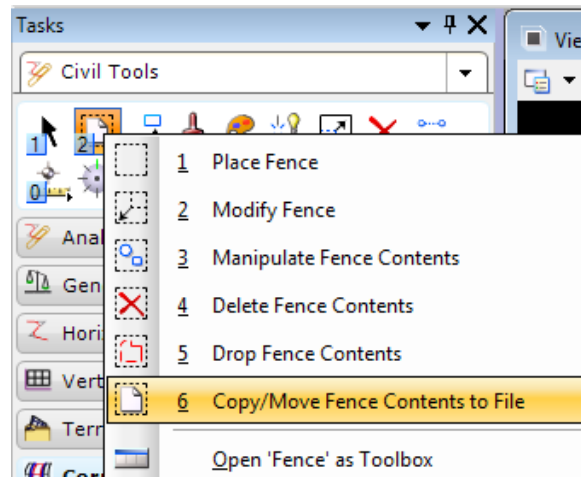 Tasks
Vie
Civil Tools
1
2
1 Place Fence
0
2 Modify Fence
Anal
3 Manipulate Fence Contents
Gen
4 Delete Fence Contents
Hori
5 Drop Fence Contents
Vert
6 Copy/Move Fence Contents to File
Terr
Open 'Fence' as Toolbox
Corr